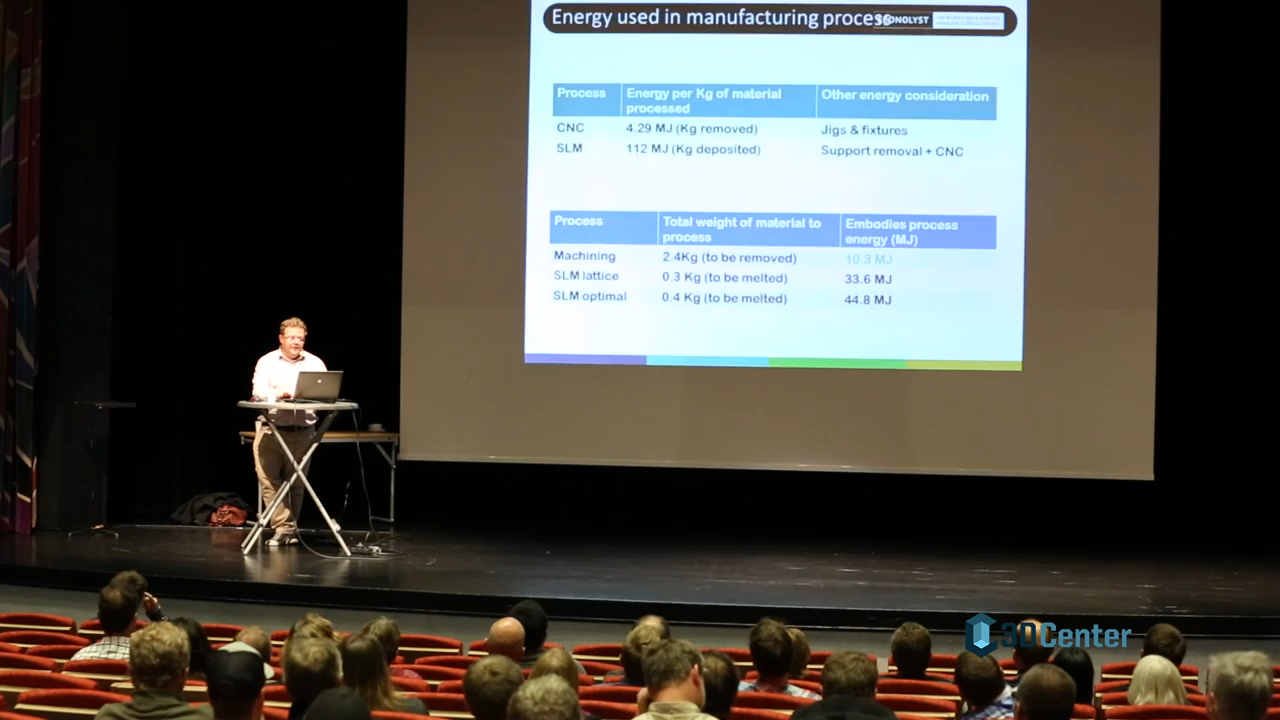 Energy used in manufacturing process
Process Energy per Kg of material Other energy consideration
processed
CNC 4.29 MJ (Kg removed) Jigs & fixtures
SLM 112 MJ (Kg deposited) Support removal + CNC
Process Total weight of material to Embodies process
process energy (MJ)
Machining 2.4Kg (to be removed) 10.3 MJ
SLM lattice 0.3 Kg (to be melted) 33.6 MJ
SLM optimal 0.4 Kg (to be melted) 44.8 MJ
3DCenter